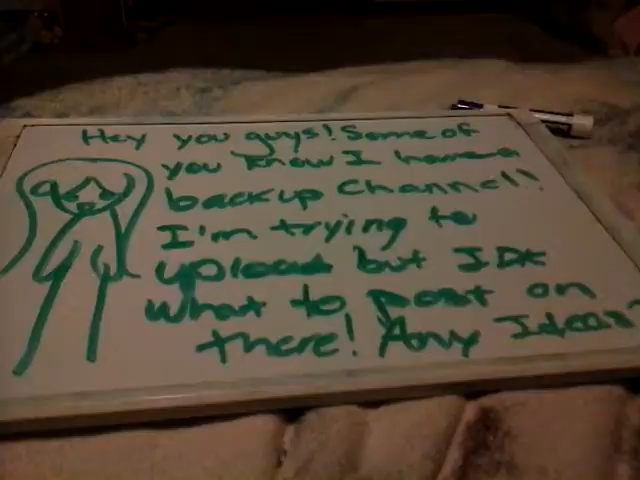 Hey you guys! Some of
you know I have a
backup channel!
I'm trying to
upload but IDK
what to post on
there! Any Ideas?